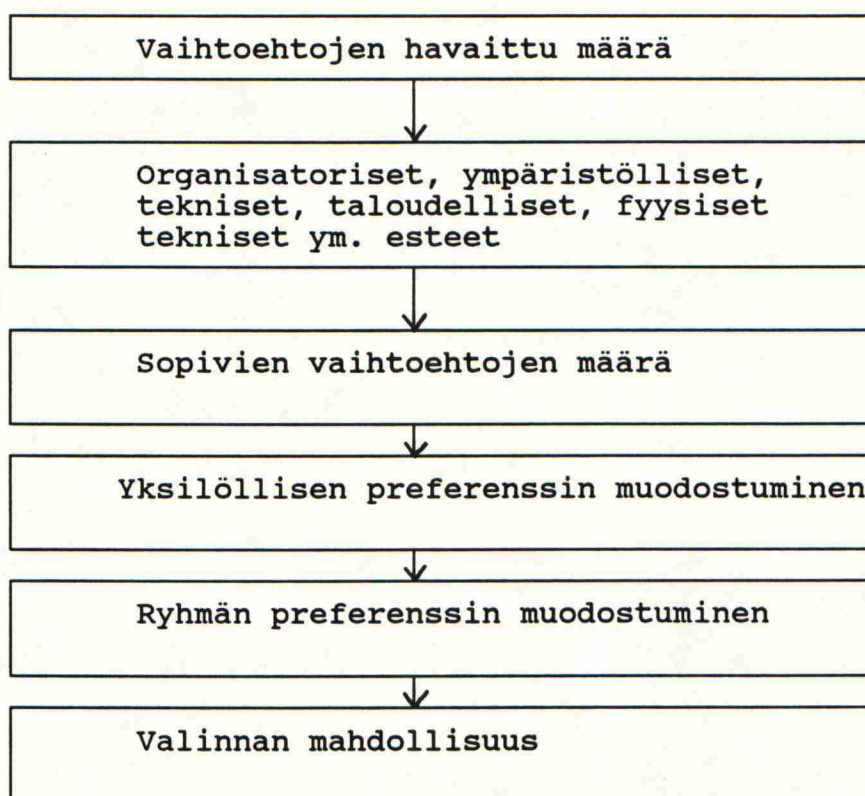 Vaihtoehtojen havaittu määrä
Organisatoriset, ympäristölliset,
tekniset, taloudelliset, fyysiset
tekniset ym. esteet
Sopivien vaihtoehtojen määrä
Yksilöllisen preferenssin muodostuminen
Ryhmän preferenssin muodostuminen
Valinnan mahdollisuus